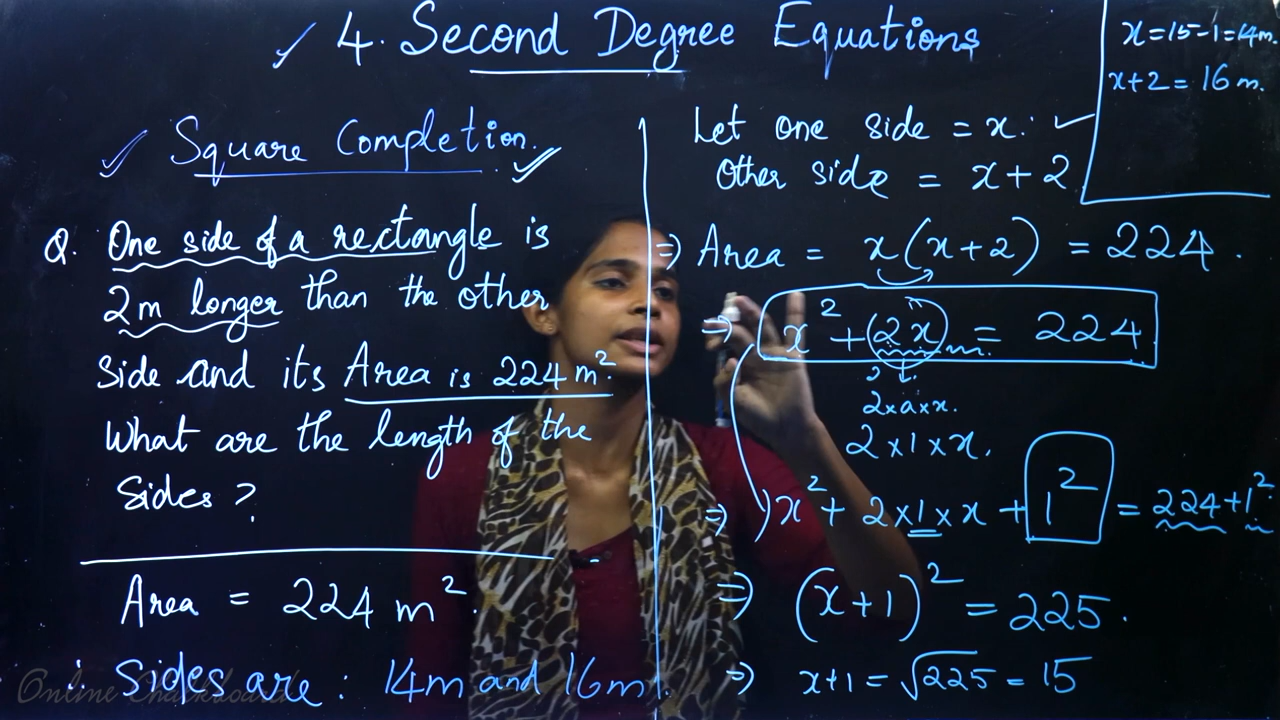 ✓ 4. Second Degree Equations
✓ Square Completion. ✓
Q. One side of a rectangle is
2m longer than the other
side and its Area is 224 m².
What are the length of the
sides?
Area = 224 m².
∴ Sides are : 14m and 16m.
Online Chalkboard
Let one side = x. ✓
Other side = x+2
⇒ Area = x(x+2) = 224.
⇒ x² + (2x) = 224
2×a×x.
2×1×x.
⇒ x² + 2×1×x + 1² = 224+1²
⇒ (x+1)² = 225.
⇒ x+1 = √225 = 15
x=15-1=14m.
x+2 = 16 m.